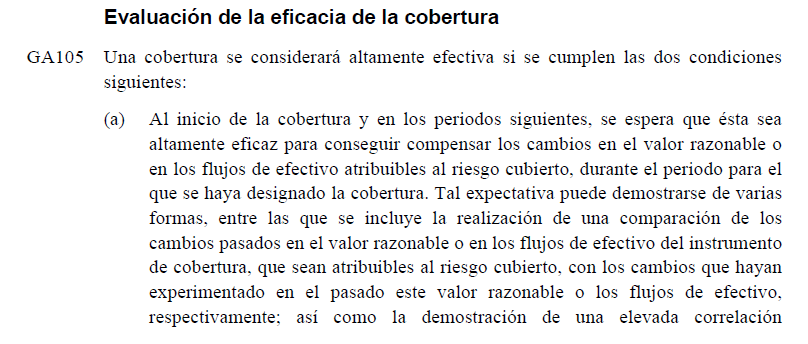 Evaluación de la eficacia de la cobertura
GA105 Una cobertura se considerará altamente efectiva si se cumplen las dos condiciones
siguientes:
(a) Al inicio de la cobertura y en los periodos siguientes, se espera que ésta sea
altamente eficaz para conseguir compensar los cambios en el valor razonable o
en los flujos de efectivo atribuibles al riesgo cubierto, durante el periodo para el
que se haya designado la cobertura. Tal expectativa puede demostrarse de varias
formas, entre las que se incluye la realización de una comparación de los
cambios pasados en el valor razonable o en los flujos de efectivo del instrumento
de cobertura, que sean atribuibles al riesgo cubierto, con los cambios que hayan
experimentado en el pasado este valor razonable o los flujos de efectivo,
respectivamente; así como la demostración de una elevada correlación